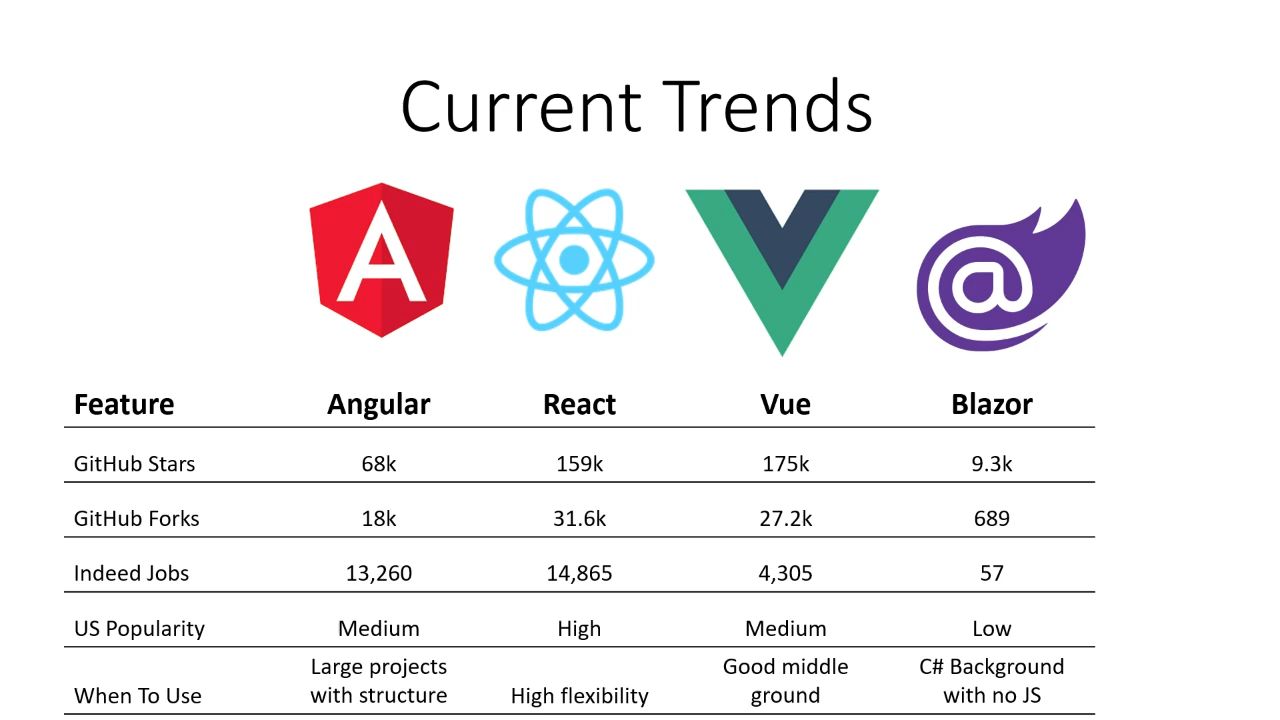 Current Trends
Feature Angular React Vue Blazor
GitHub Stars 68k 159k 175k 9.3k
GitHub Forks 18k 31.6k 27.2k 689
Indeed Jobs 13,260 14,865 4,305 57
US Popularity Medium High Medium Low
Large projects Good middle C# Background
When To Use with structure High flexibility ground with no JS